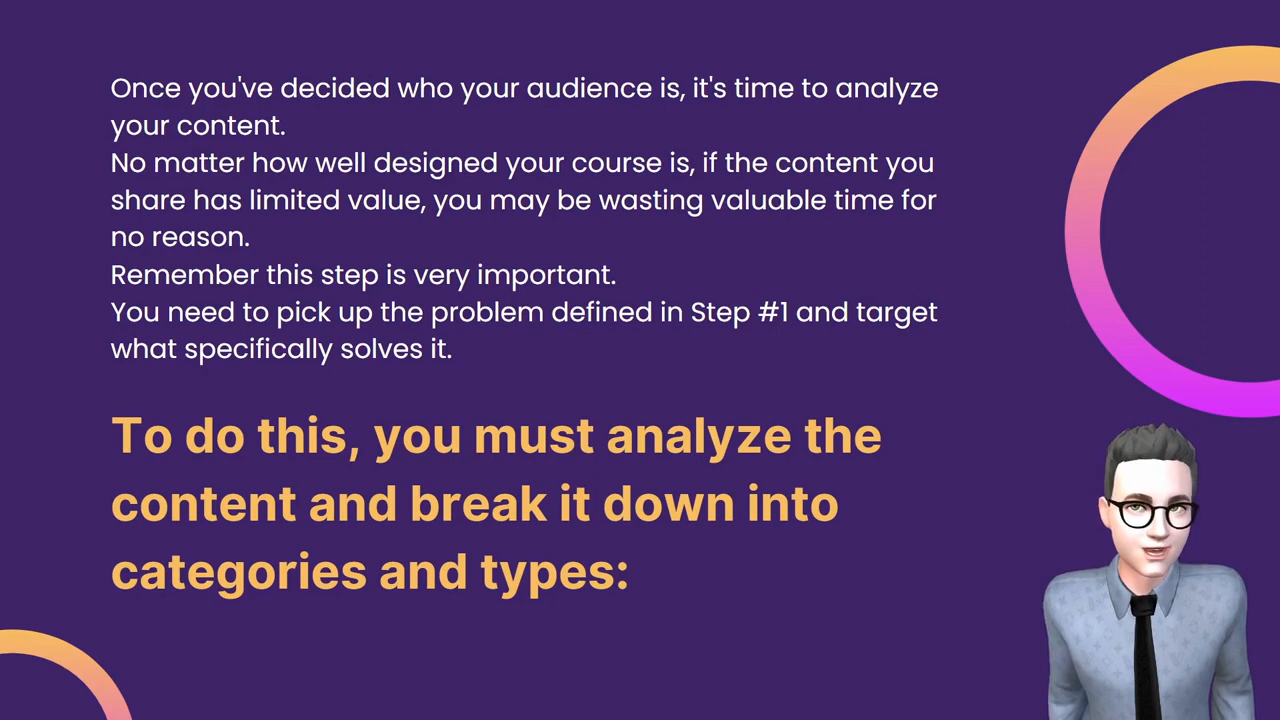 Once you've decided who your audience is, it's time to analyze
your content.
No matter how well designed your course is, if the content you
share has limited value, you may be wasting valuable time for
no reason.
Remember this step is very important.
You need to pick up the problem defined in Step #1 and target
what specifically solves it.
To do this, you must analyze the
content and break it down into
categories and types: